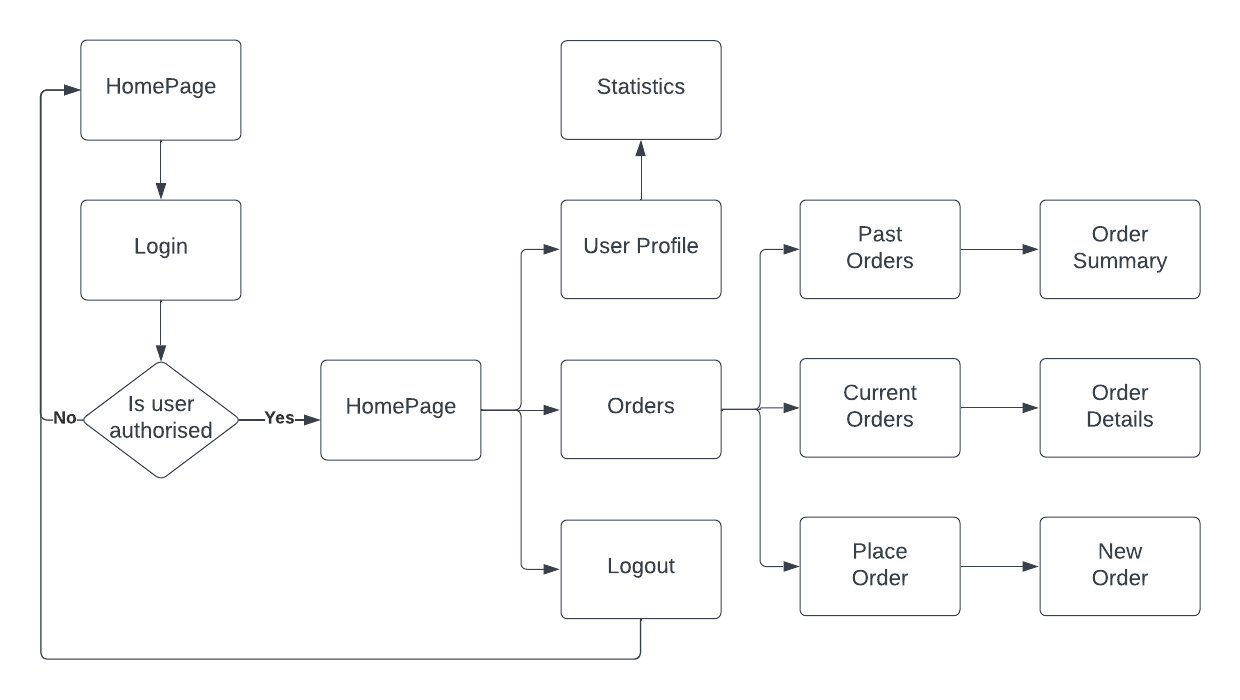 HomePage
Statistics
Login
User Profile
Past
Orders
Order
Summary
Is user
authorised
No
Yes
HomePage
Orders
Current
Orders
Order
Details
Logout
Place
Order
New
Order